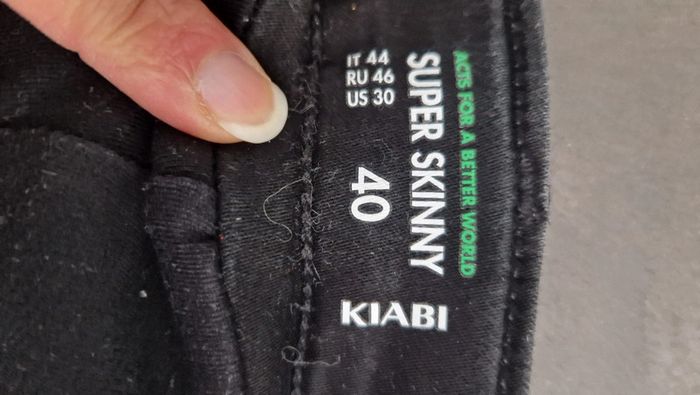 ACTS FOR A BETTER WORLD
SUPER SKINNY
IT 44
RU 46
US 30
40
KIABI